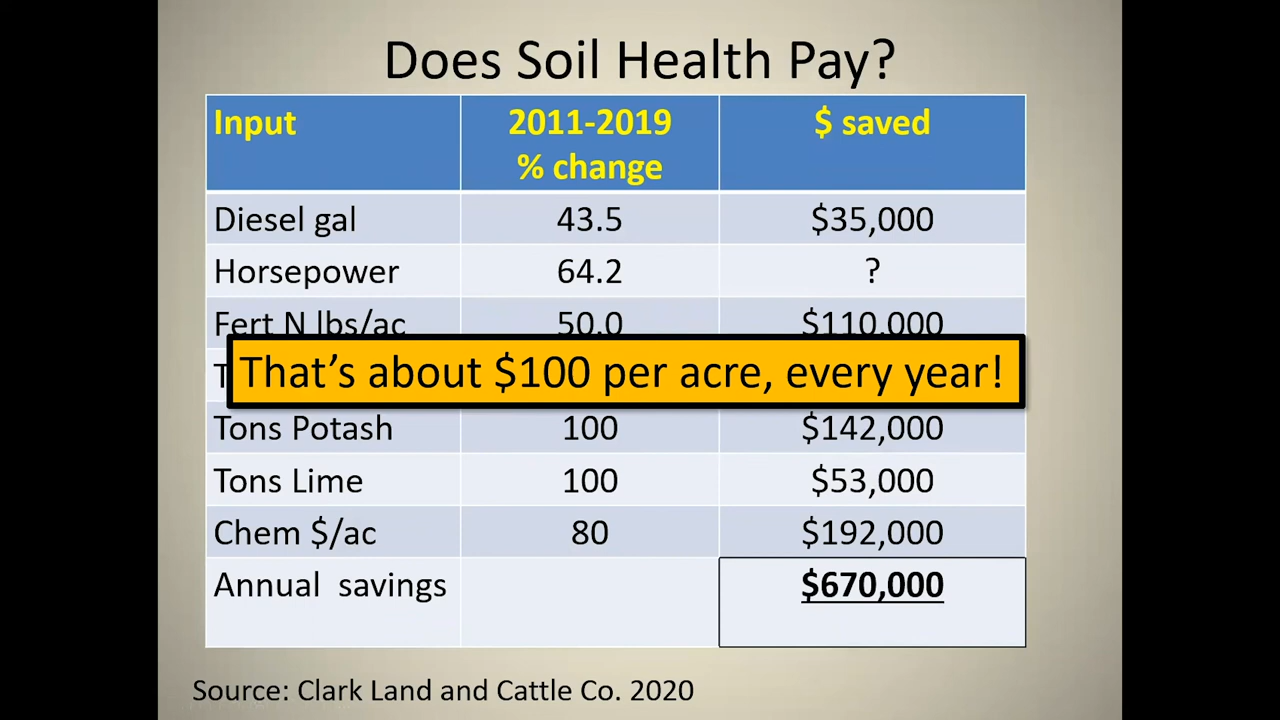 Does Soil Health Pay?
Input 2011-2019 % change $ saved
Diesel gal 43.5 $35,000
Horsepower 64.2 ?
Fert N lbs/ac 50.0 $110,000
That’s about $100 per acre, every year!
Tons Potash 100 $142,000
Tons Lime 100 $53,000
Chem $/ac 80 $192,000
Annual savings $670,000
Source: Clark Land and Cattle Co. 2020